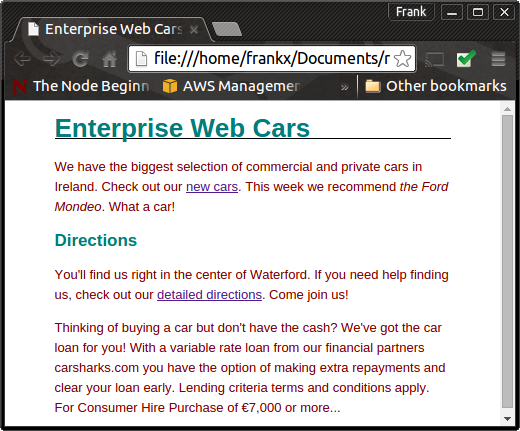 Frank
Enterprise Web Cars
file:///home/frankx/Documents/r
The Node Beginn
AWS Managemen
»
Other bookmarks
Enterprise Web Cars
We have the biggest selection of commercial and private cars in
Ireland. Check out our new cars. This week we recommend the Ford
Mondeo. What a car!
Directions
You'll find us right in the center of Waterford. If you need help finding
us, check out our detailed directions. Come join us!
Thinking of buying a car but don't have the cash? We've got the car
loan for you! With a variable rate loan from our financial partners
carsharks.com you have the option of making extra repayments and
clear your loan early. Lending criteria terms and conditions apply.
For Consumer Hire Purchase of €7,000 or more...